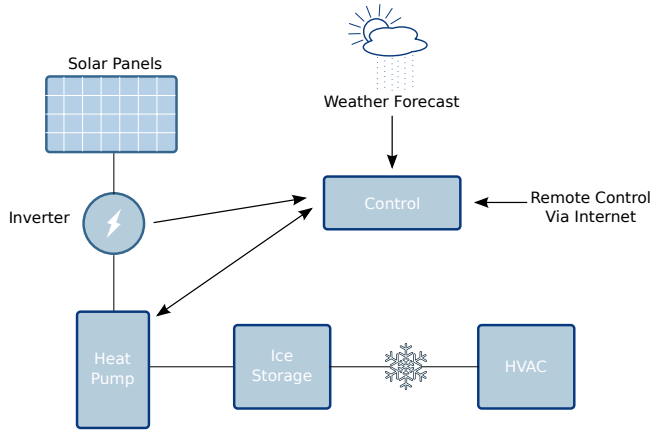 Solar Panels
Weather Forecast
Inverter
Control
Remote Control
Via Internet
Heat
Pump
Ice
Storage
HVAC